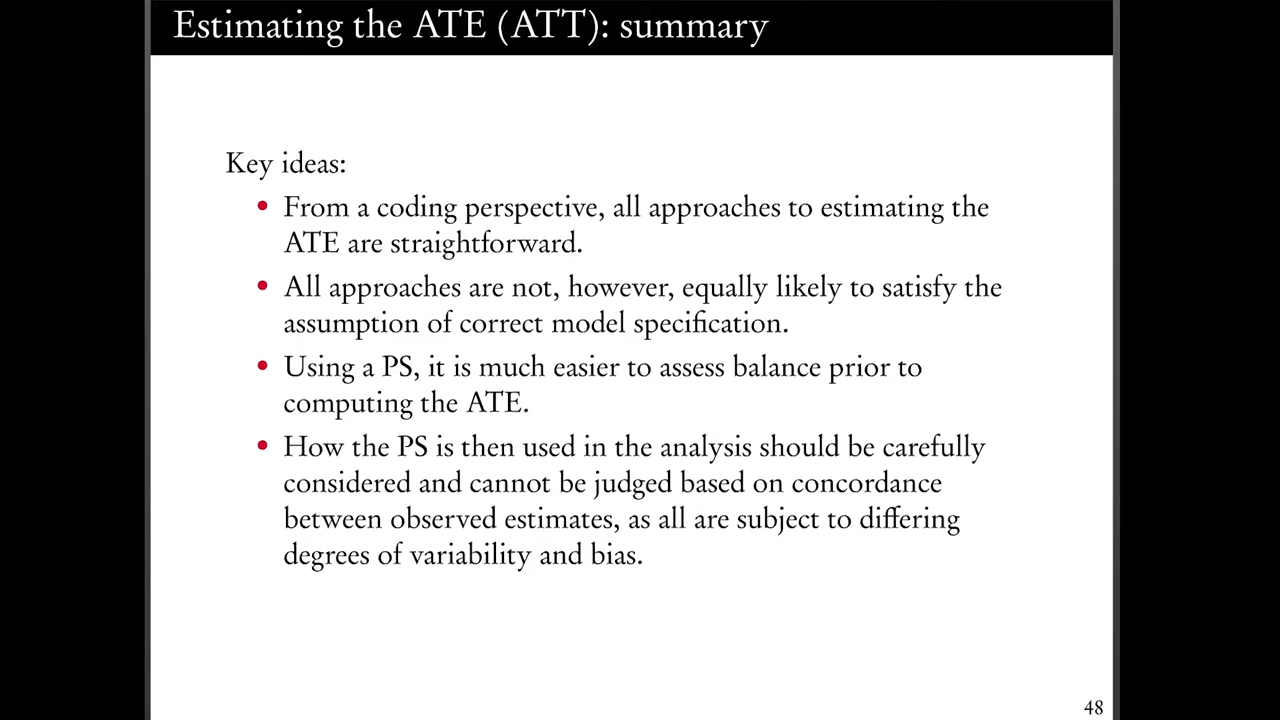 Estimating the ATE (ATT): summary
Key ideas:
• From a coding perspective, all approaches to estimating the
ATE are straightforward.
• All approaches are not, however, equally likely to satisfy the
assumption of correct model specification.
• Using a PS, it is much easier to assess balance prior to
computing the ATE.
• How the PS is then used in the analysis should be carefully
considered and cannot be judged based on concordance
between observed estimates, as all are subject to differing
degrees of variability and bias.
48